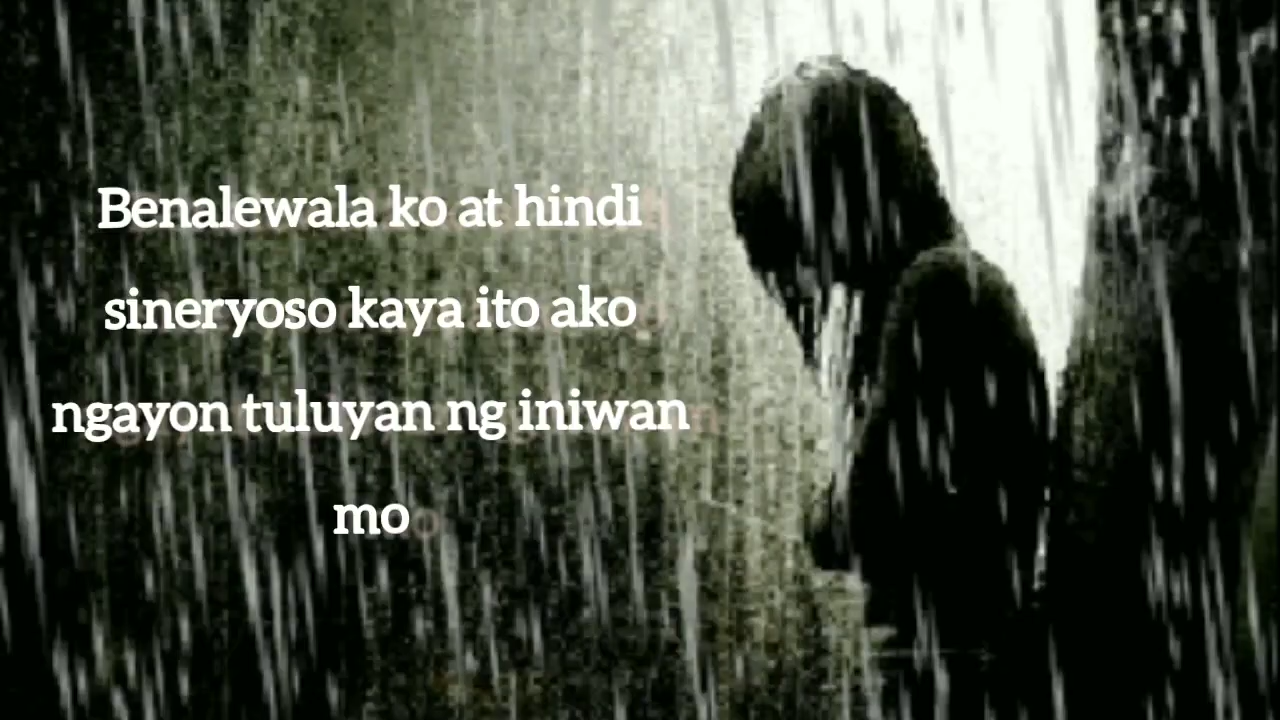 Benalewala ko at hindi
sineryoso kaya ito ako
ngayon tuluyan ng iniwan
mo